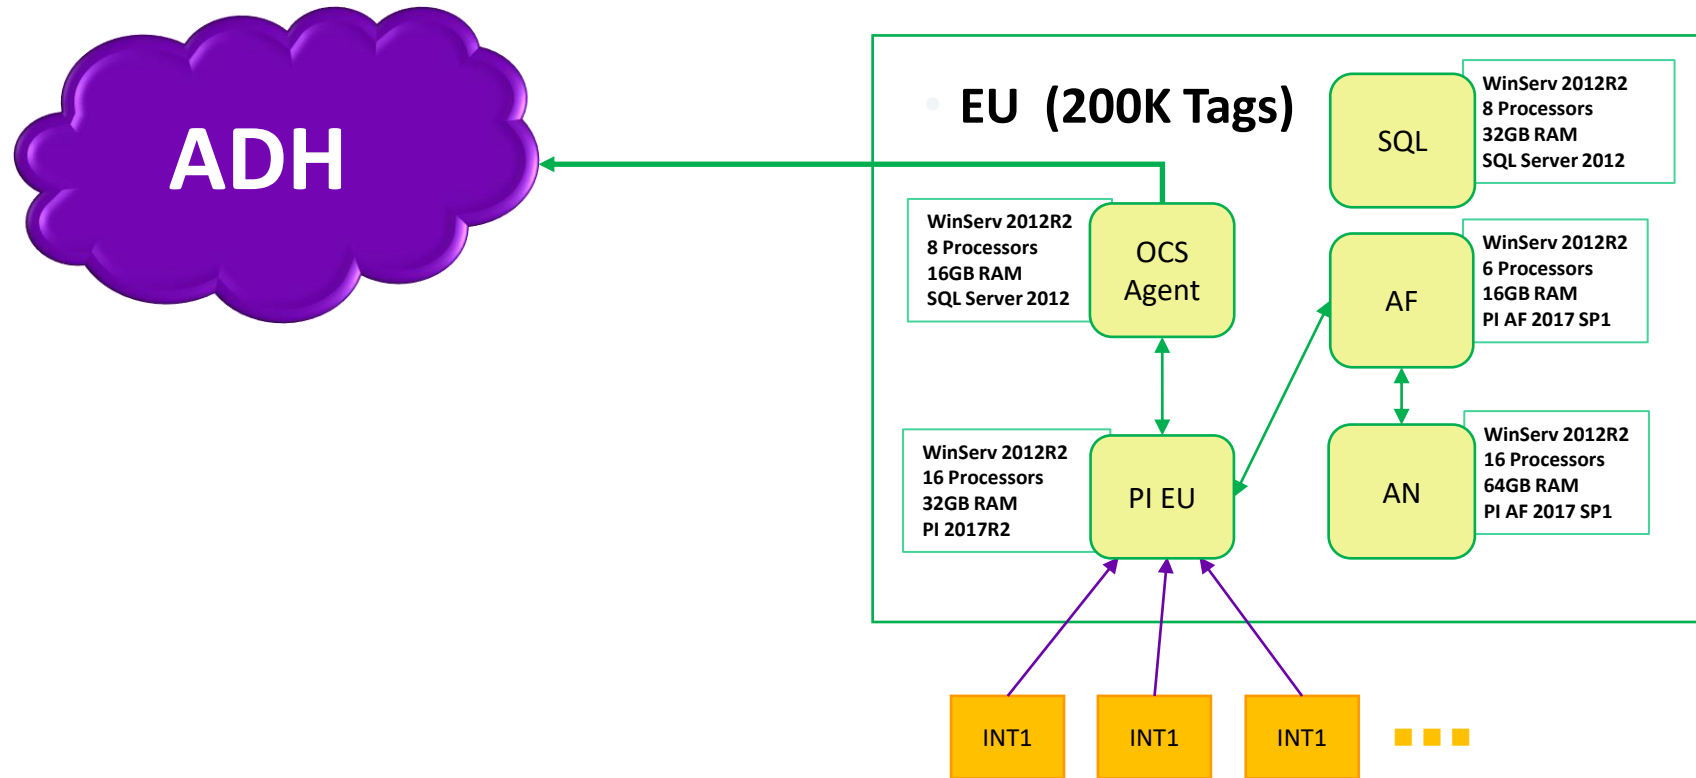 ADH
• EU (200K Tags)
SQL
WinServ 2012R2
8 Processors
32GB RAM
SQL Server 2012
WinServ 2012R2
8 Processors
16GB RAM
SQL Server 2012
OCS
Agent
AF
WinServ 2012R2
6 Processors
16GB RAM
PI AF 2017 SP1
WinServ 2012R2
16 Processors
32GB RAM
PI 2017R2
PI EU
AN
WinServ 2012R2
16 Processors
64GB RAM
PI AF 2017 SP1
INT1
INT1
INT1